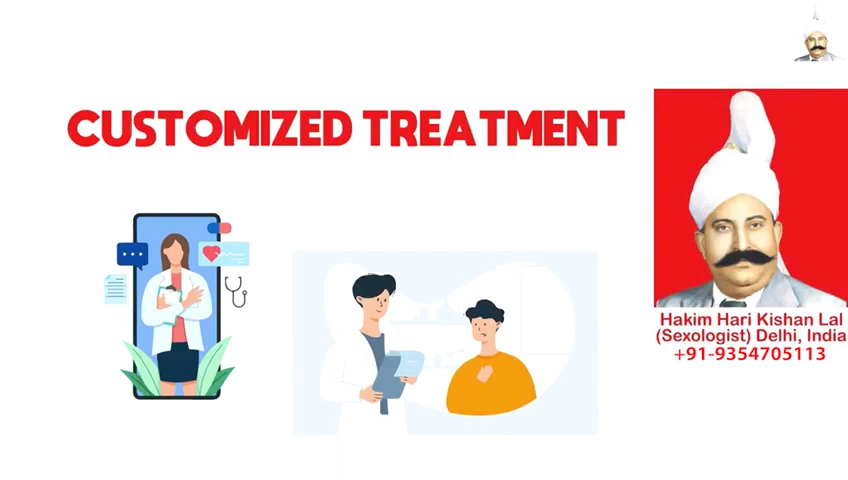 CUSTOMIZED TREATMENT
Hakim Hari Kishan Lal
(Sexologist) Delhi, India
+91-9354705113